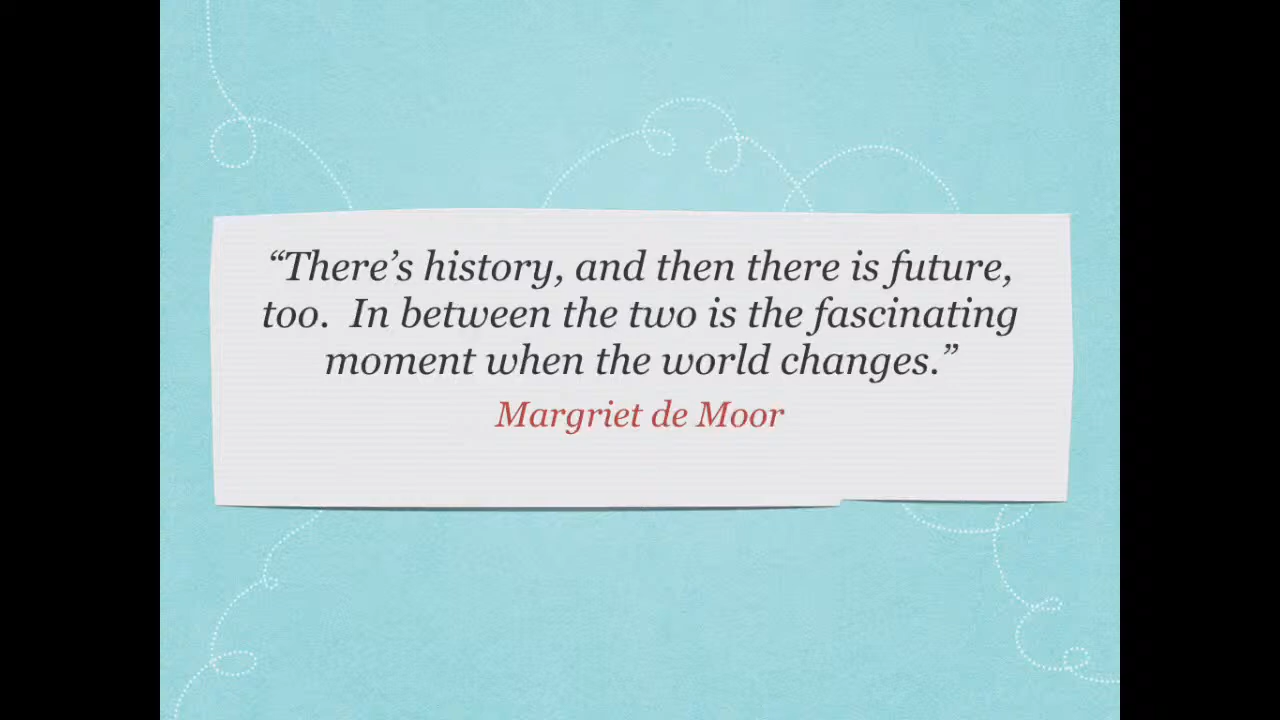 “There’s history, and then there is future,
too.  In between the two is the fascinating
moment when the world changes.”
Margriet de Moor